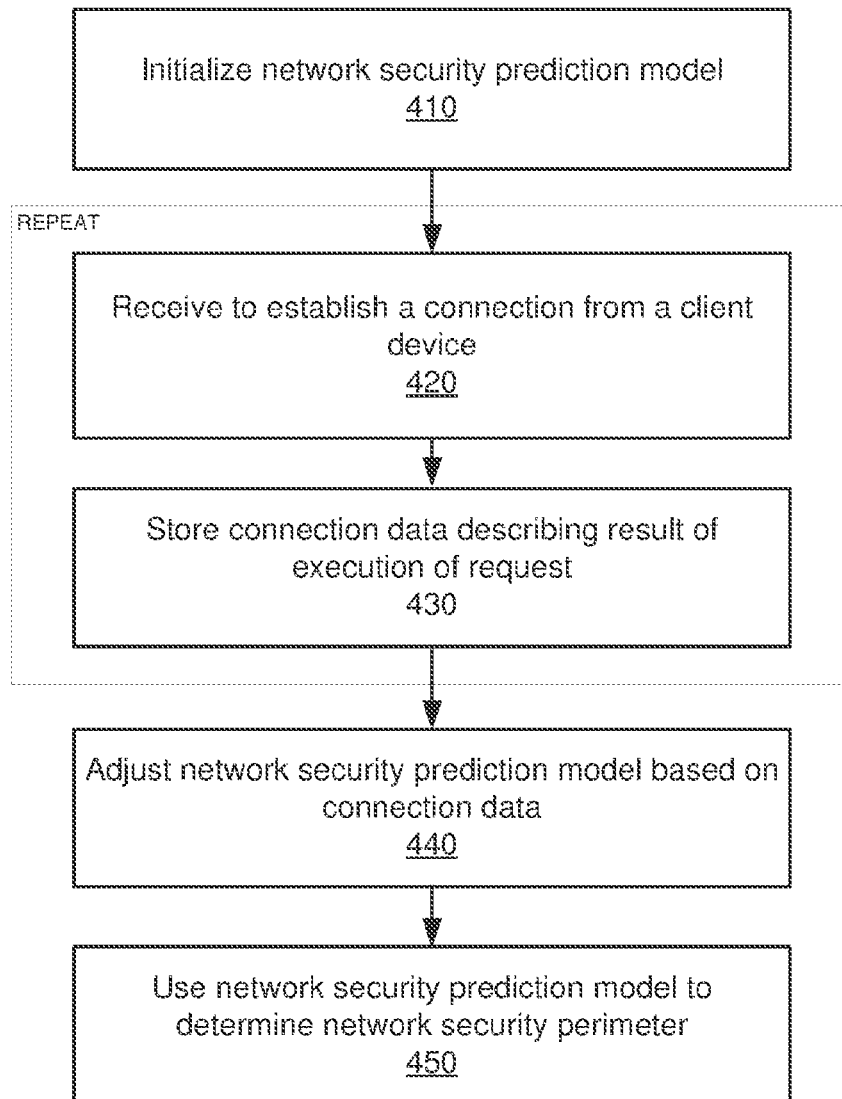 Initialize network security prediction model
410
REPEAT
Receive to establish a connection from a client
device
420
Store connection data describing result of
execution of request
430
Adjust network security prediction model based on
connection data
440
Use network security prediction model to
determine network security perimeter
450